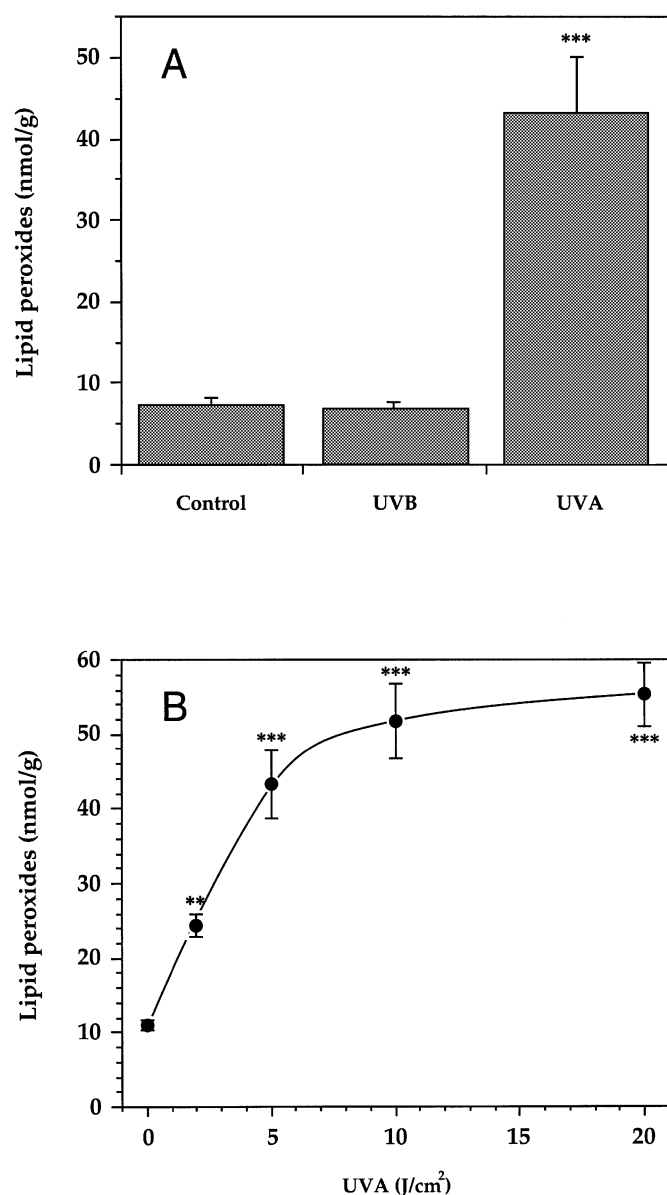 A
Lipid peroxides (nmol/g)
50
40
30
20
10
0
***
Control UVB UVA
B
Lipid peroxides (nmol/g)
60
50
40
30
20
10
0
**
***
***
***
0 5 10 15 20
UVA (J/cm²)